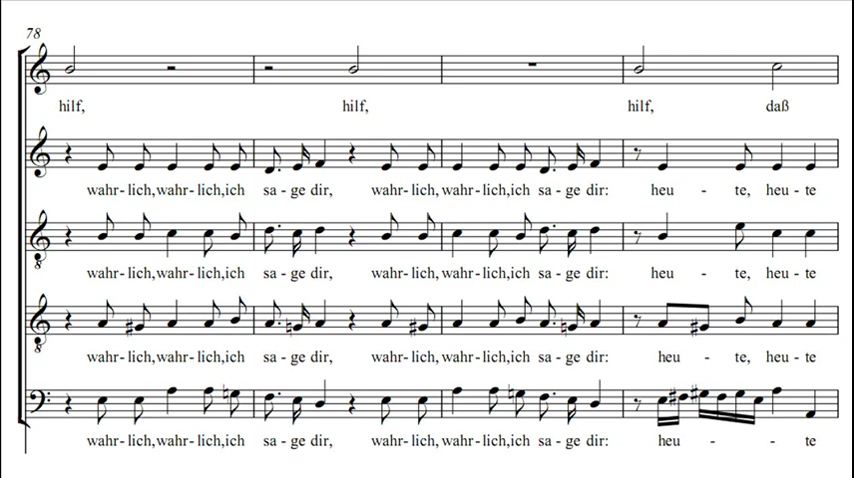 78
hilf, hilf, hilf, daß
wahr-lich,wahr-lich,ich sa-ge dir, wahr-lich, wahr-lich,ich sa-ge dir: heu - te, heu-te
wahr-lich,wahr-lich,ich sa-ge dir, wahr-lich, wahr-lich,ich sa-ge dir: heu - te, heu-te
wahr-lich,wahr-lich,ich sa-ge dir, wahr-lich, wahr-lich,ich sa-ge dir: heu - te, heu-te
wahr-lich,wahr-lich,ich sa-ge dir, wahr-lich, wahr-lich,ich sa-ge dir: heu - - te